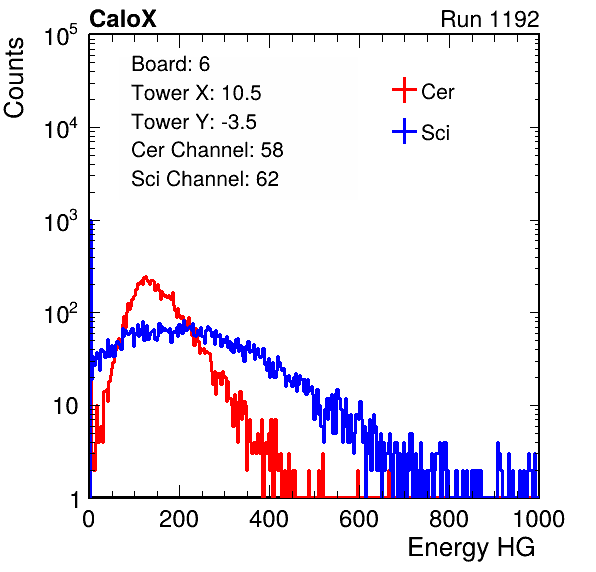 CaloX Run 1192
Counts
Board: 6
Tower X: 10.5
Tower Y: -3.5
Cer Channel: 58
Sci Channel: 62
Cer
Sci
10^5
10^4
10^3
10^2
10
1
0 200 400 600 800 1000
Energy HG